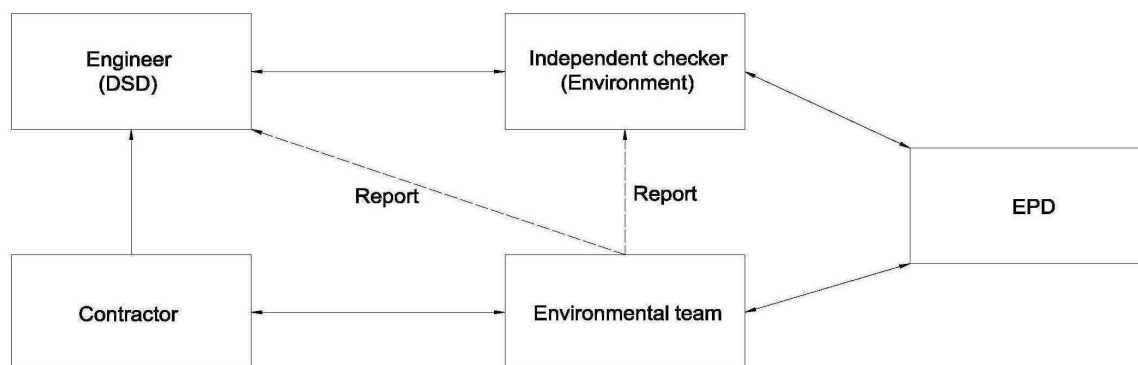 Engineer
(DSD)
Independent checker
(Environment)
Report
Report
EPD
Contractor
Environmental team